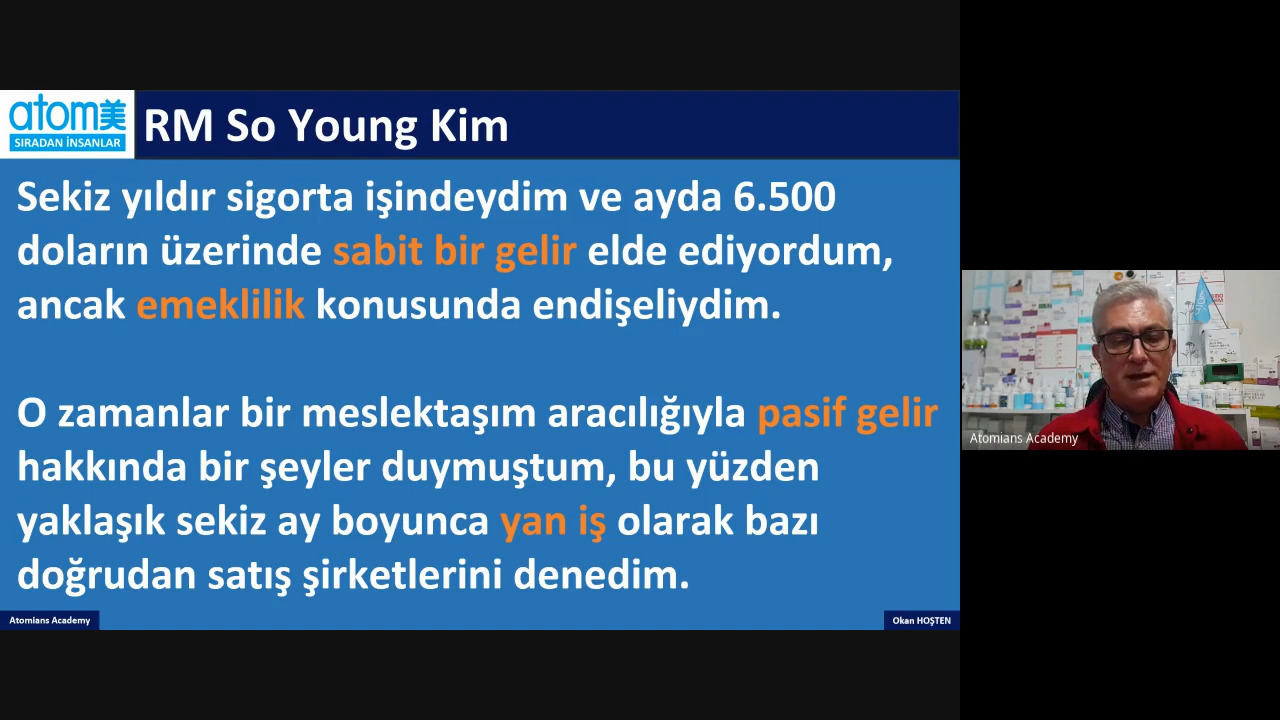 atom美
SIRADAN İNSANLAR
RM So Young Kim
Sekiz yıldır sigorta işindeydim ve ayda 6.500
doların üzerinde sabit bir gelir elde ediyordum,
ancak emeklilik konusunda endişeliydim.
O zamanlar bir meslektaşım aracılığıyla pasif gelir
hakkında bir şeyler duymuştum, bu yüzden
yaklaşık sekiz ay boyunca yan iş olarak bazı
doğrudan satış şirketlerini denedim.
Atomians Academy
Okan HOŞTEN
Atomians Academy